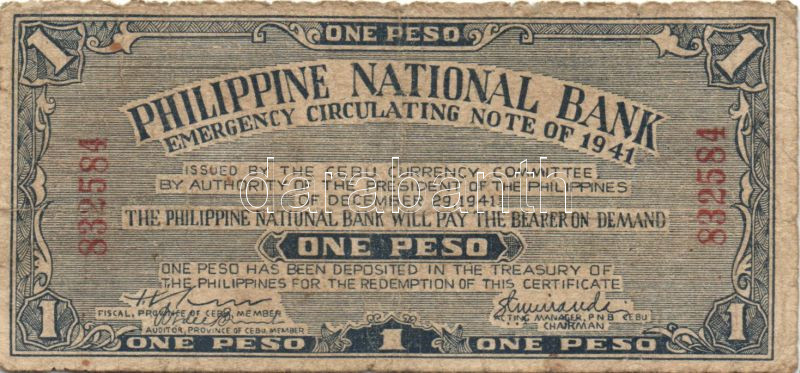 1 ONE PESO 1
PHILIPPINE NATIONAL BANK
EMERGENCY CIRCULATING NOTE OF 1941
832584
832584
ISSUED BY THE CEBU CURRENCY COMMITTEE
BY AUTHORITY OF THE PRESIDENT OF THE PHILIPPINES
OF DECEMBER 29, 1941
THE PHILIPPINE NATIONAL BANK WILL PAY THE BEARER ON DEMAND
ONE PESO
ONE PESO HAS BEEN DEPOSITED IN THE TREASURY OF
THE PHILIPPINES FOR THE REDEMPTION OF THIS CERTIFICATE
FISCAL, PROVINCE OF CEBU, MEMBER
AUDITOR, PROVINCE OF CEBU, MEMBER
ACTING MANAGER, P N B CEBU
CHAIRMAN
1 1 1
ONE PESO ONE PESO
darabanth